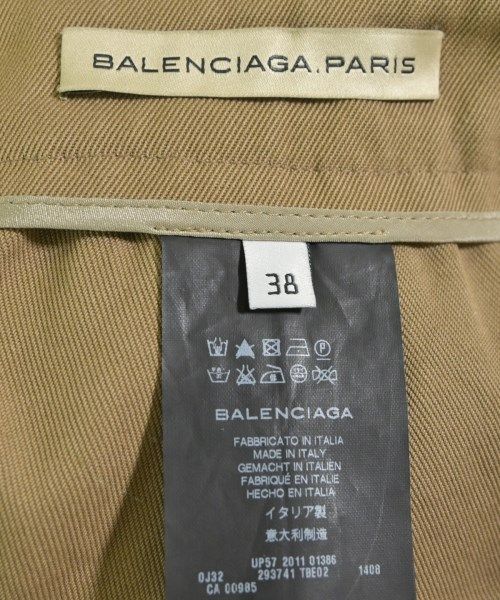 BALENCIAGA.PARIS
38
BALENCIAGA
FABBRICATO IN ITALIA
MADE IN ITALY
GEMACHT IN ITALIEN
FABRIQUÉ EN ITALIE
HECHO EN ITALIA
イタリア製
意大利制造
UP57 2011 01386
0J32 293741 TBE02 1408
CA 00985